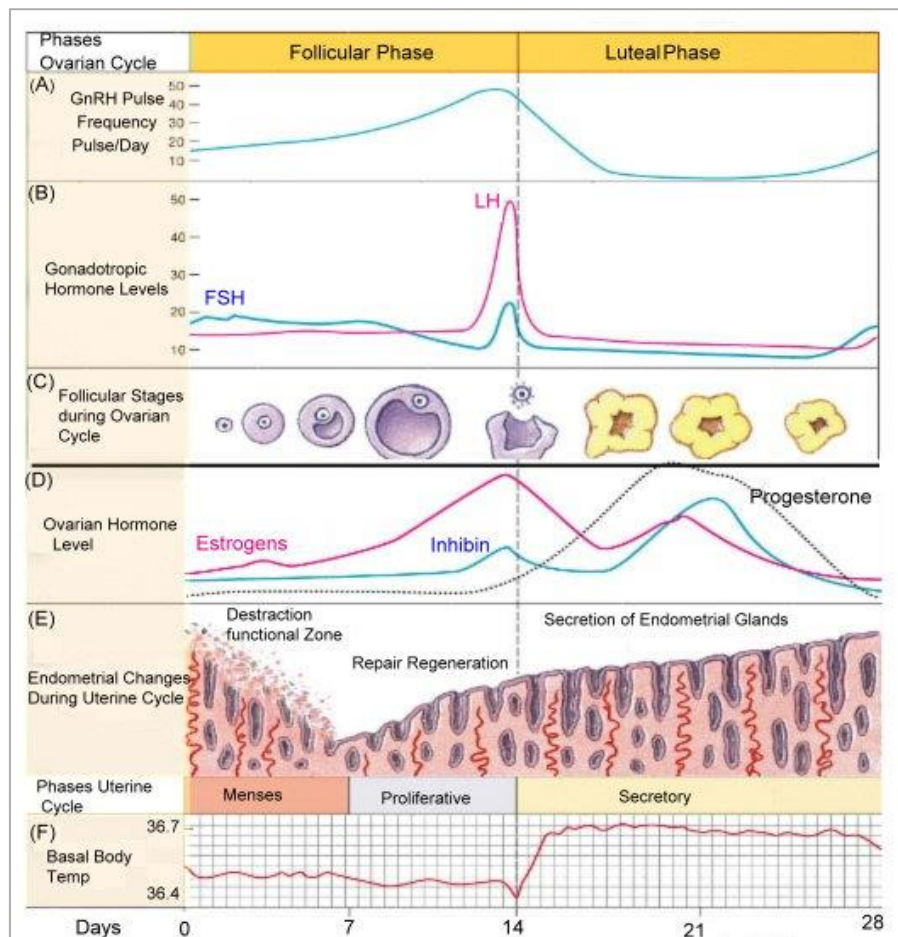 Phases
Ovarian Cycle
Follicular Phase
Luteal Phase
(A)
GnRH Pulse
Frequency
Pulse/Day
50
40
30
20
10
(B)
Gonadotropic
Hormone Levels
50
40
30
20
10
LH
FSH
(C)
Follicular Stages
during Ovarian
Cycle
(D)
Ovarian Hormone
Level
Estrogens
Inhibin
Progesterone
(E)
Endometrial Changes
During Uterine Cycle
Destraction
functional Zone
Repair Regeneration
Secretion of Endometrial Glands
Phases Uterine
Cycle
Menses
Proliferative
Secretory
(F)
Basal Body
Temp
36.7
36.4
Days
0
7
14
21
28